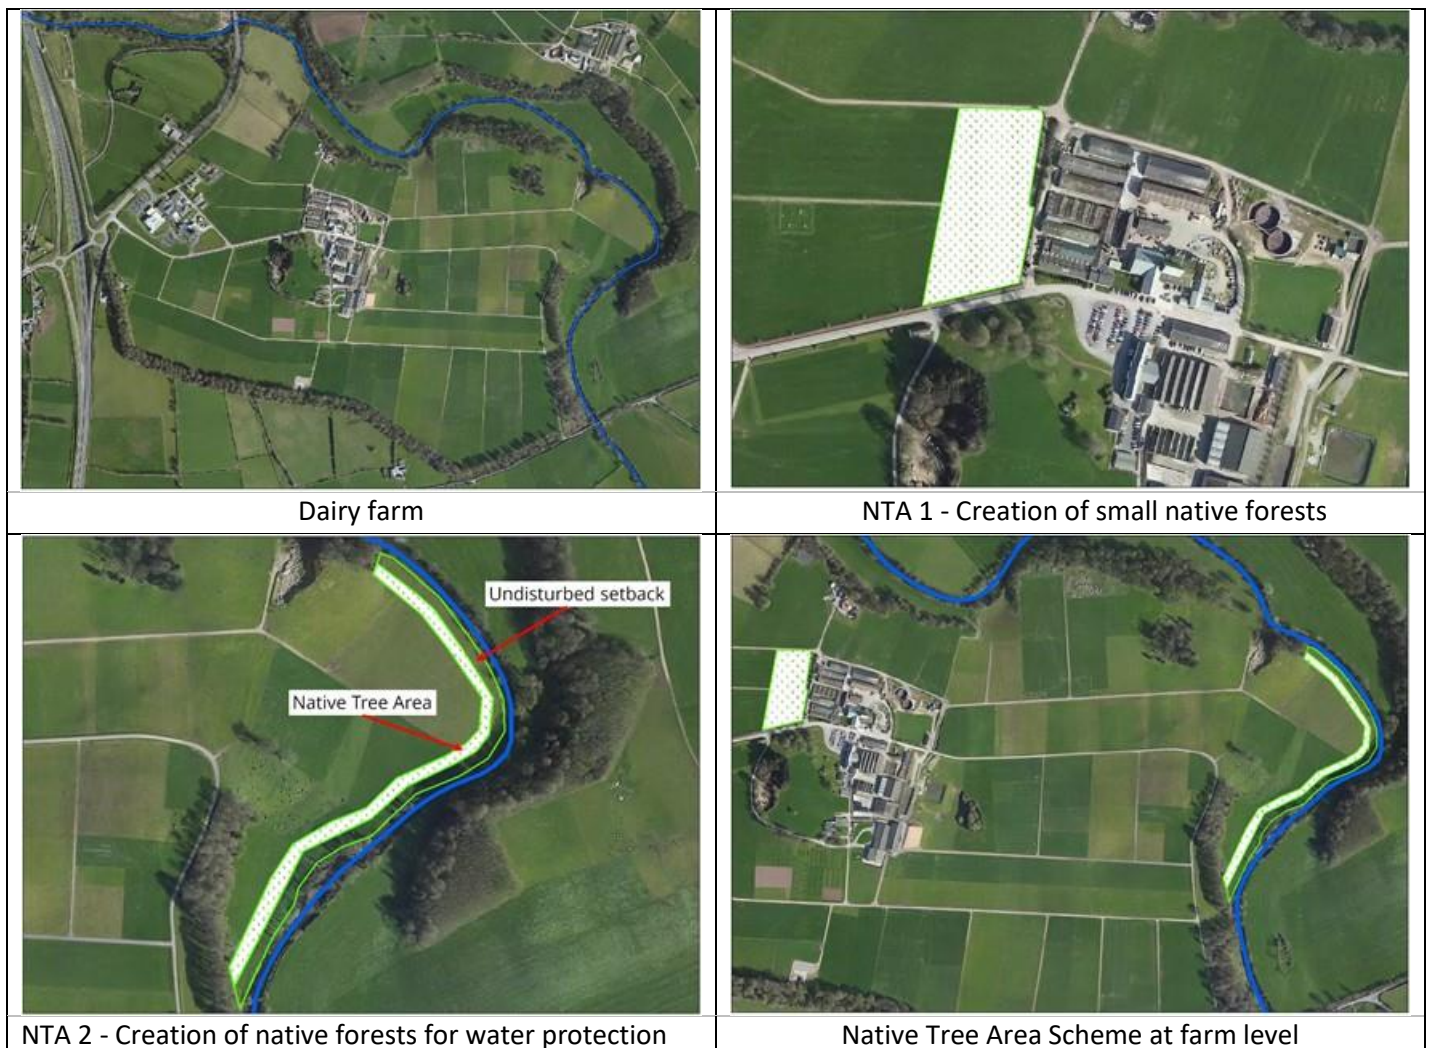 Dairy farm
NTA 1 - Creation of small native forests
Undisturbed setback
Native Tree Area
NTA 2 - Creation of native forests for water protection
Native Tree Area Scheme at farm level